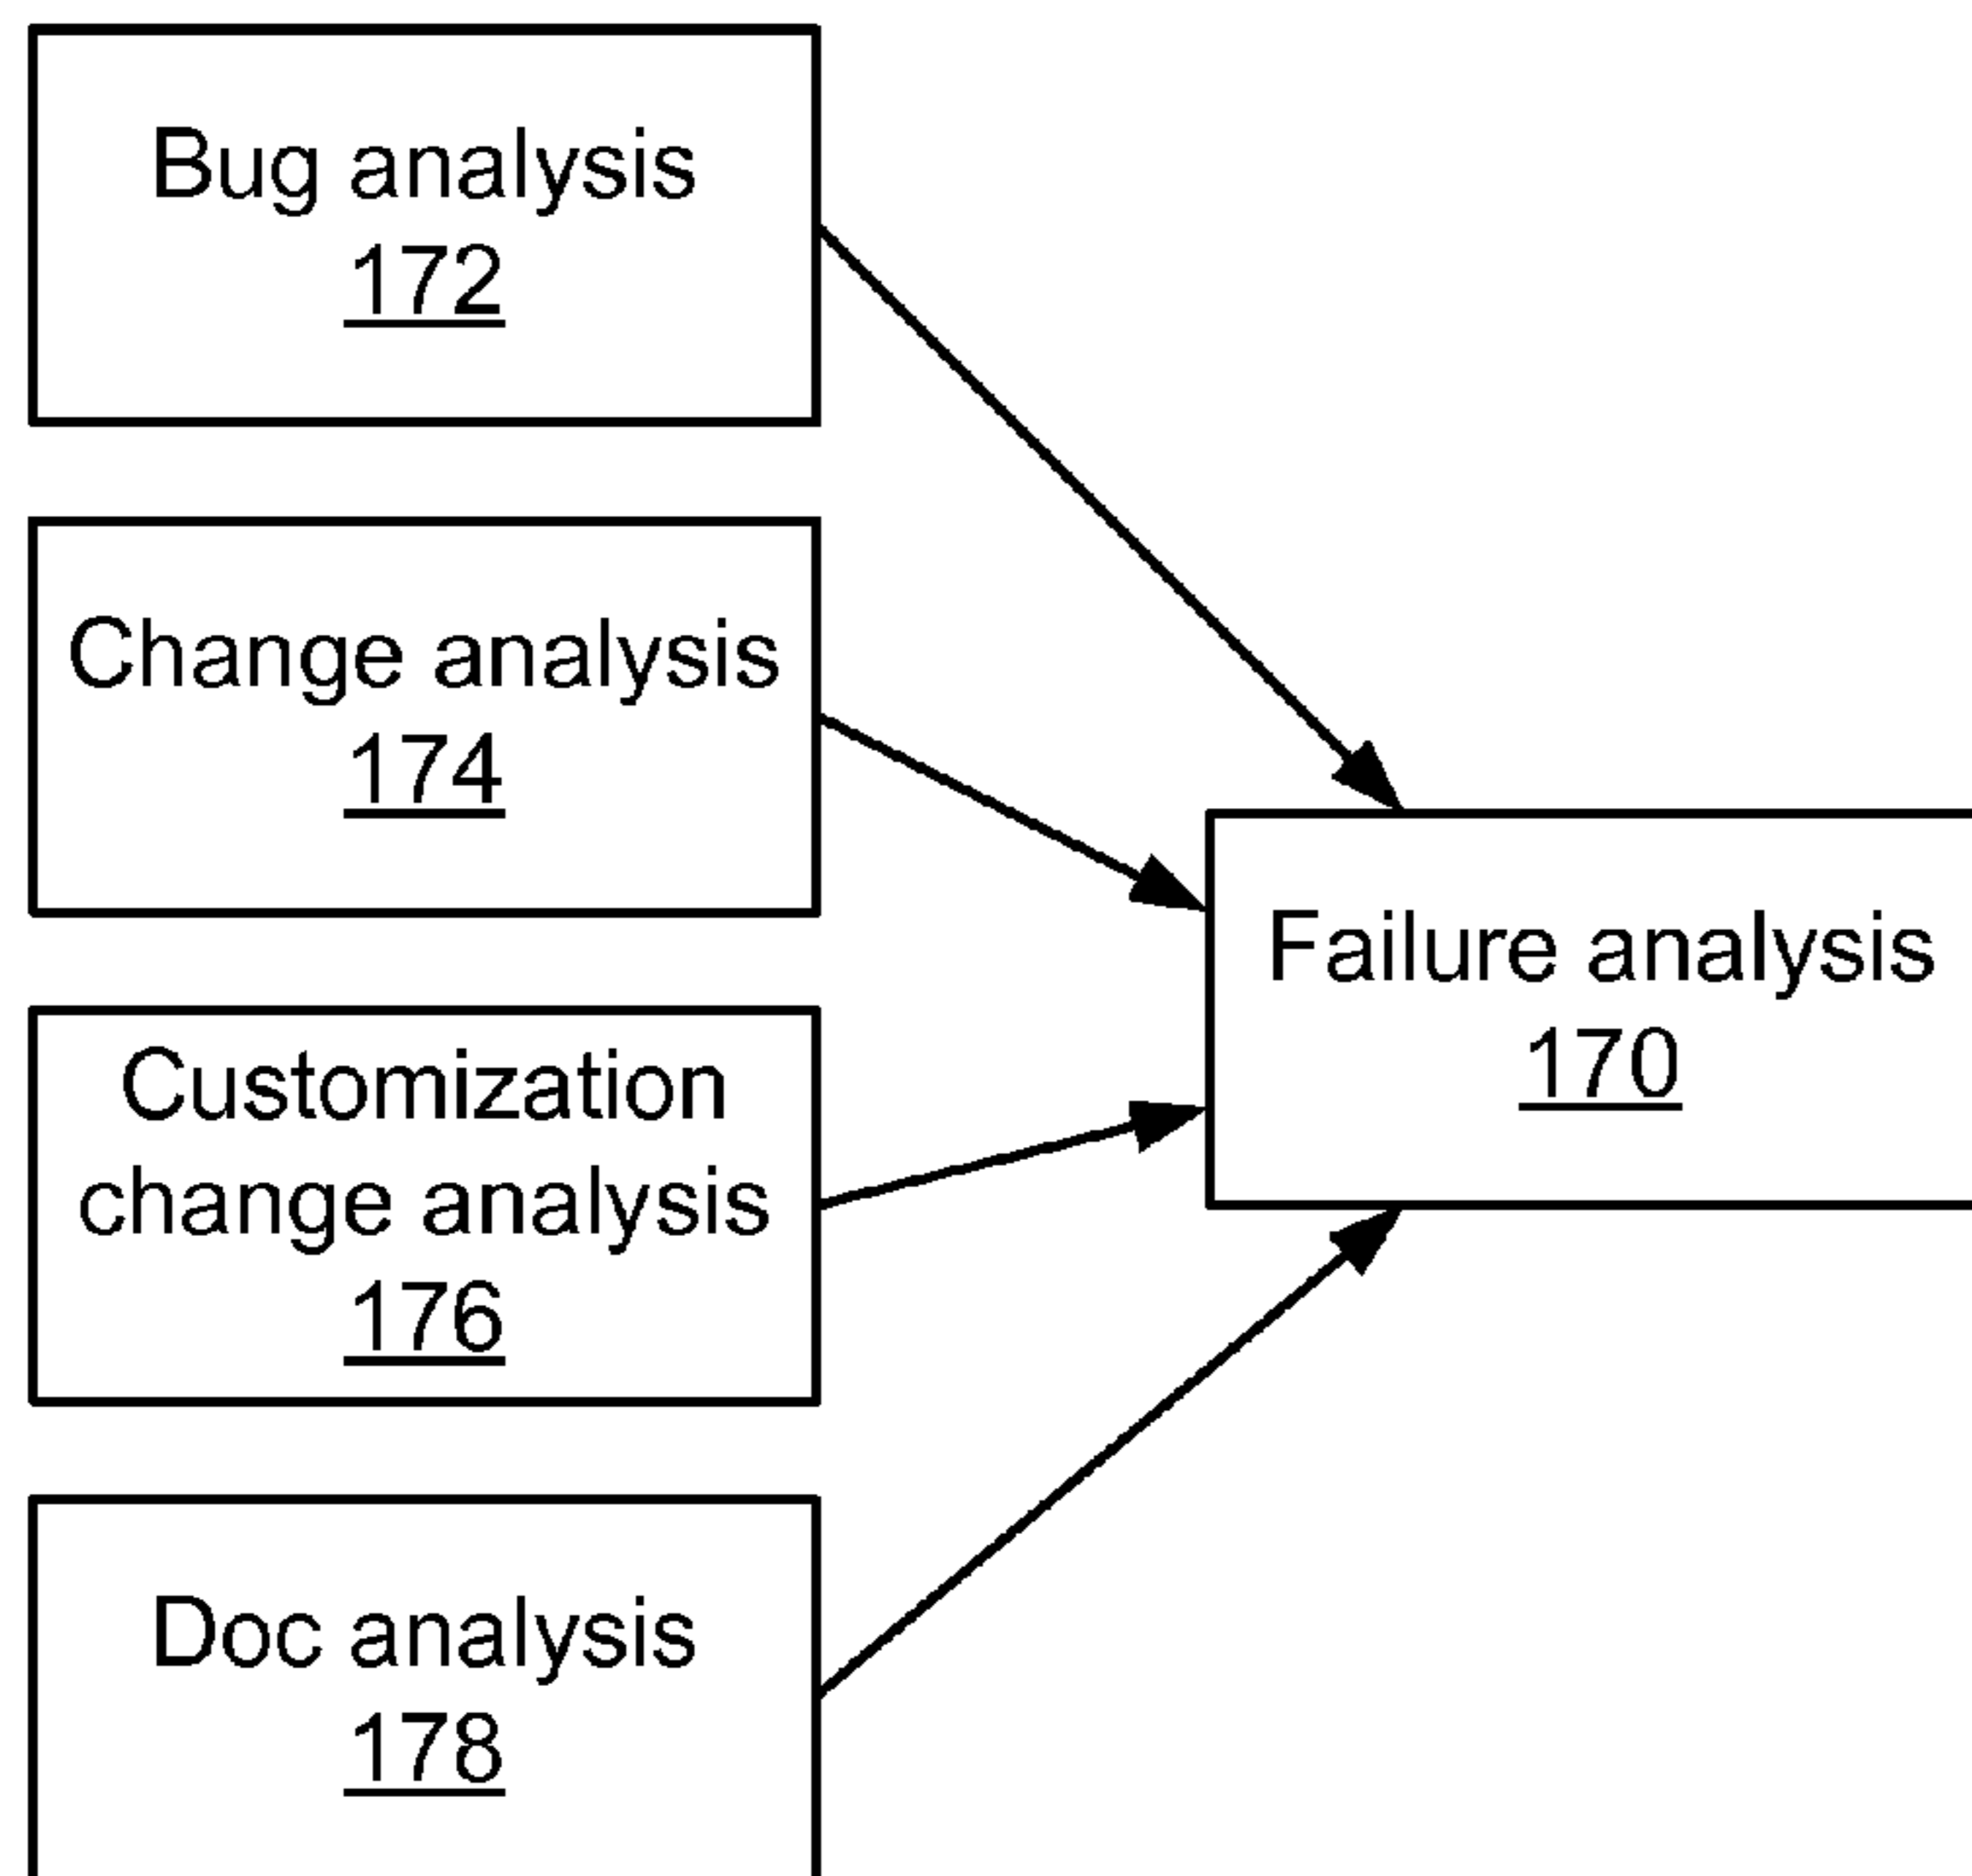 Bug analysis
172
Change analysis
174
Customization
change analysis
176
Doc analysis
178
Failure analysis
170